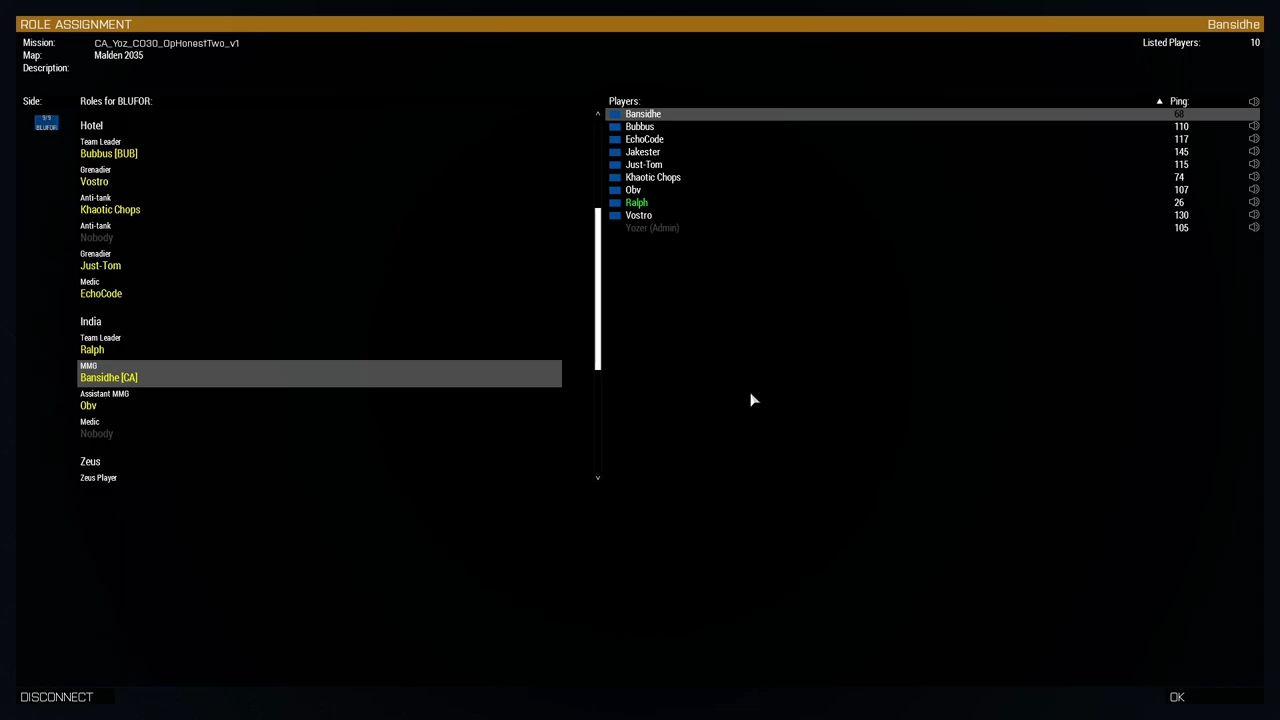 ROLE ASSIGNMENT Bansidhe
Mission: CA_Yoz_CO30_OpHonestTwo_v1 Listed Players: 10
Map: Malden 2035
Description:
Side: Roles for BLUFOR: Players: Ping:
9/9
BLUFOR
Hotel
Team Leader
Bubbus [BUB]
Grenadier
Vostro
Anti-tank
Khaotic Chops
Anti-tank
Nobody
Grenadier
Just-Tom
Medic
EchoCode
India
Team Leader
Ralph
MMG
Bansidhe [CA]
Assistant MMG
Obv
Medic
Nobody
Zeus
Zeus Player
Bansidhe 68
Bubbus 110
EchoCode 117
Jakester 145
Just-Tom 115
Khaotic Chops 74
Obv 107
Ralph 26
Vostro 130
Yozer (Admin) 105
DISCONNECT OK